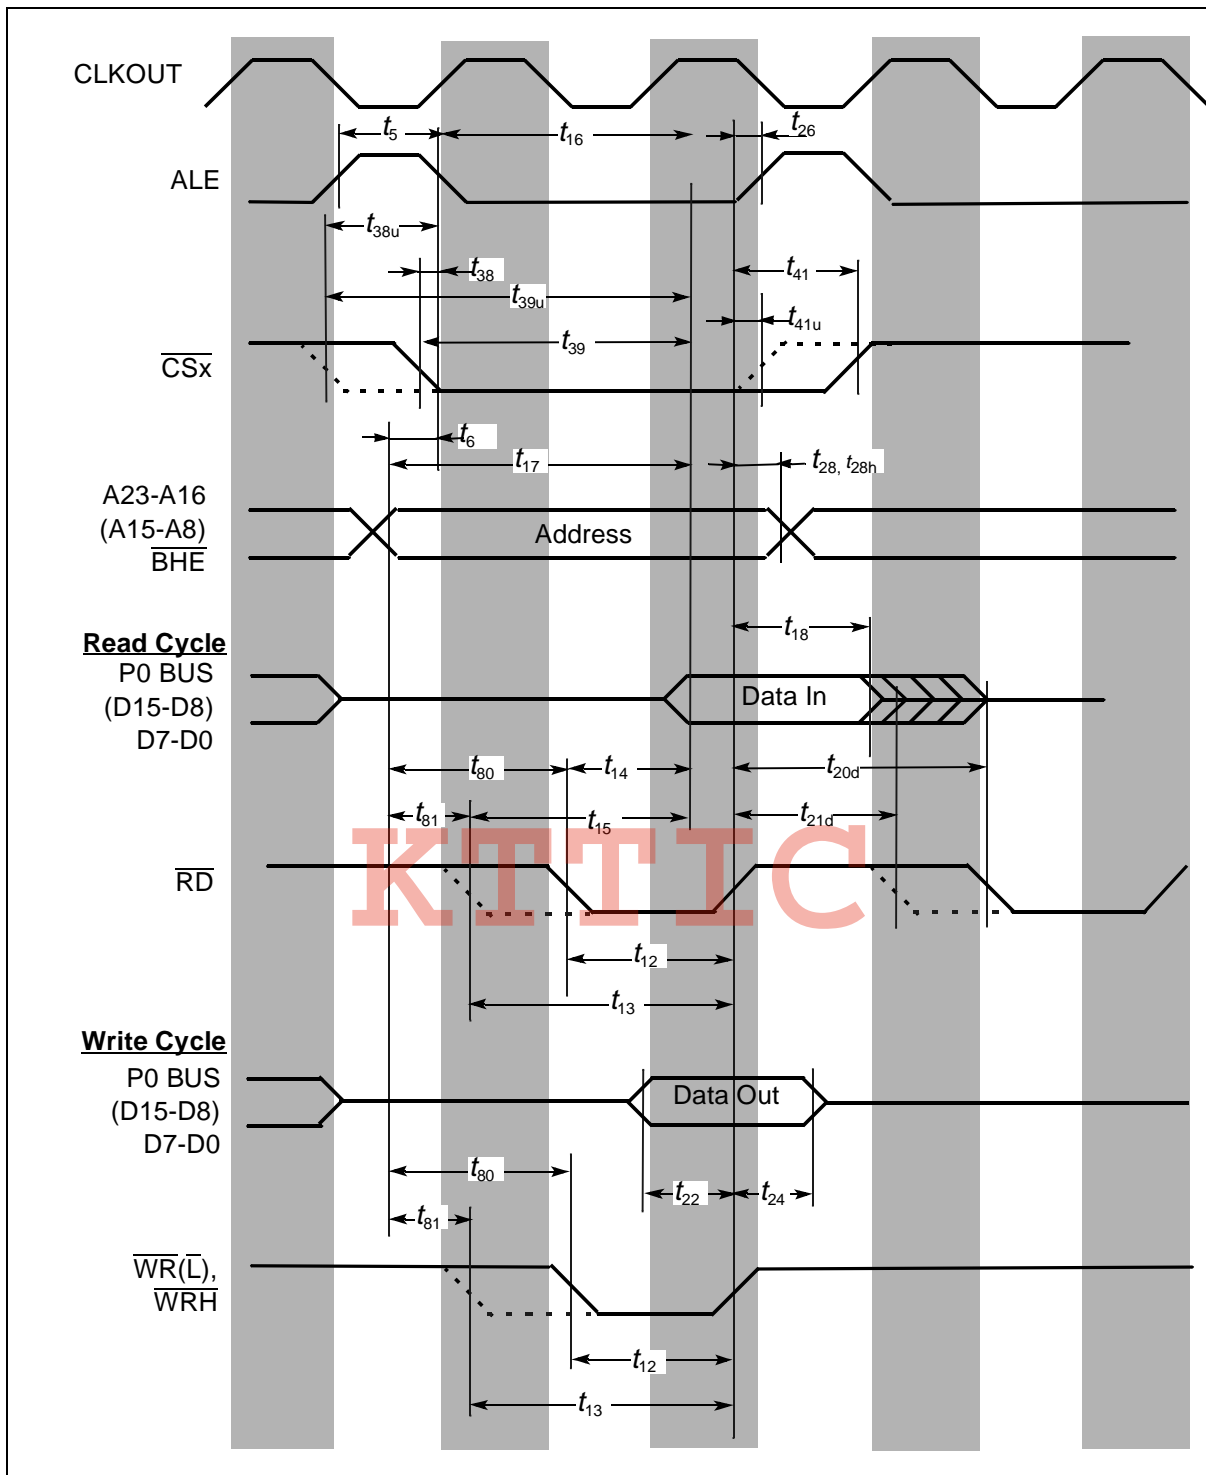 CLKOUT
t5
t16
t26
ALE
t38u
t38
t41
t39u
t41u
t39
CSx
t6
t17
t28, t28h
A23-A16
(A15-A8)
BHE
Address
t18
Read Cycle
P0 BUS
(D15-D8)
D7-D0
Data In
t80
t14
t20d
t81
t15
t21d
KTTIC
RD
t12
t13
Write Cycle
P0 BUS
(D15-D8)
D7-D0
Data Out
t80
t22
t24
t81
WR(L),
WRH
t12
t13